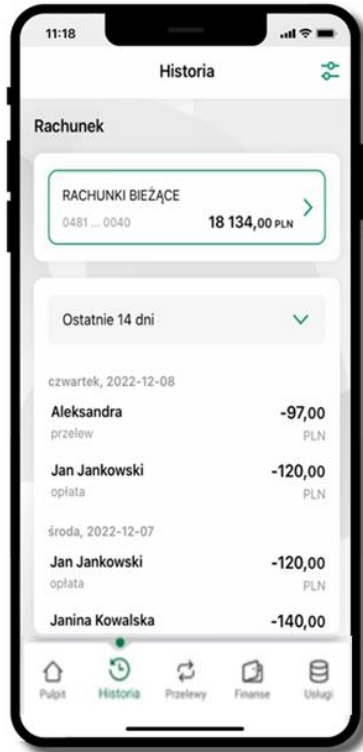 11:18
Historia
Rachunek
RACHUNKI BIEŻĄCE
0481 ... 0040 18 134,00 PLN
Ostatnie 14 dni
czwartek, 2022-12-08
Aleksandra -97,00
przelew PLN
Jan Jankowski -120,00
opłata PLN
środa, 2022-12-07
Jan Jankowski -120,00
opłata PLN
Janina Kowalska -140,00
Pulpit Historia Przelewy Finanse Usługi